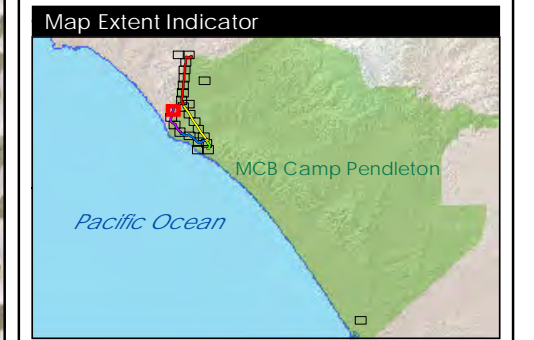 Map Extent Indicator
MCB Camp Pendleton
Pacific Ocean